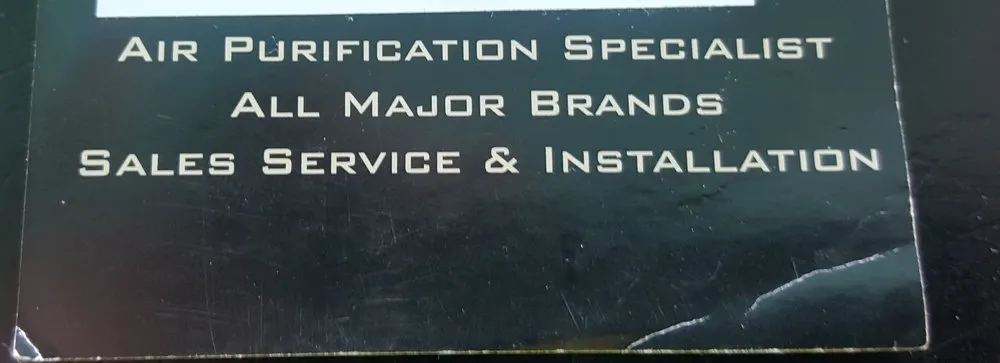 Air Purification Specialist
All Major Brands
Sales Service & Installation